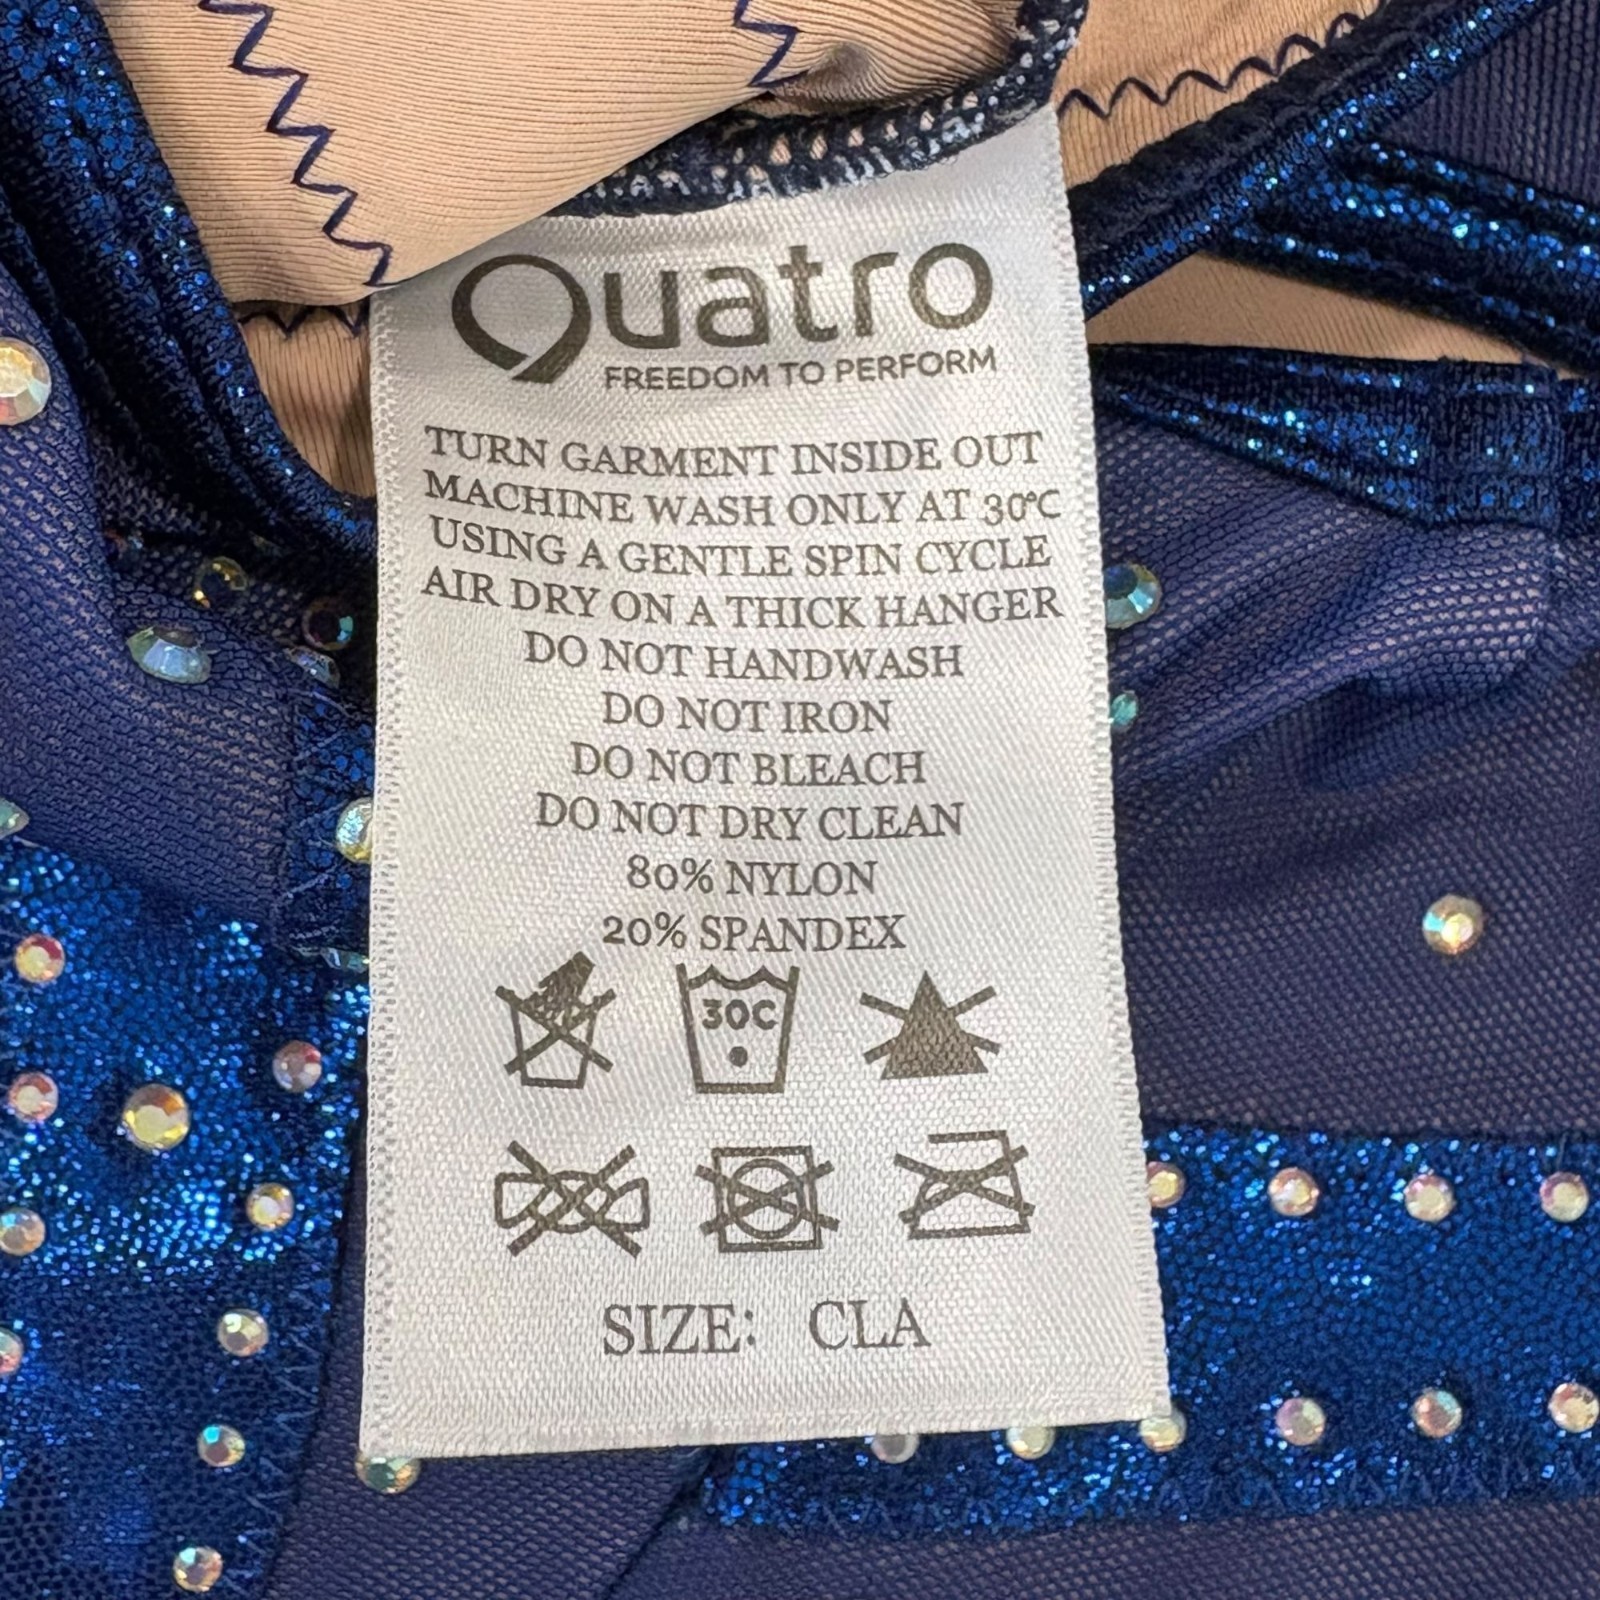 Quatro
FREEDOM TO PERFORM
TURN GARMENT INSIDE OUT
MACHINE WASH ONLY AT 30°C
USING A GENTLE SPIN CYCLE
AIR DRY ON A THICK HANGER
DO NOT HANDWASH
DO NOT IRON
DO NOT BLEACH
DO NOT DRY CLEAN
80% NYLON
20% SPANDEX
30C
SIZE: CLA